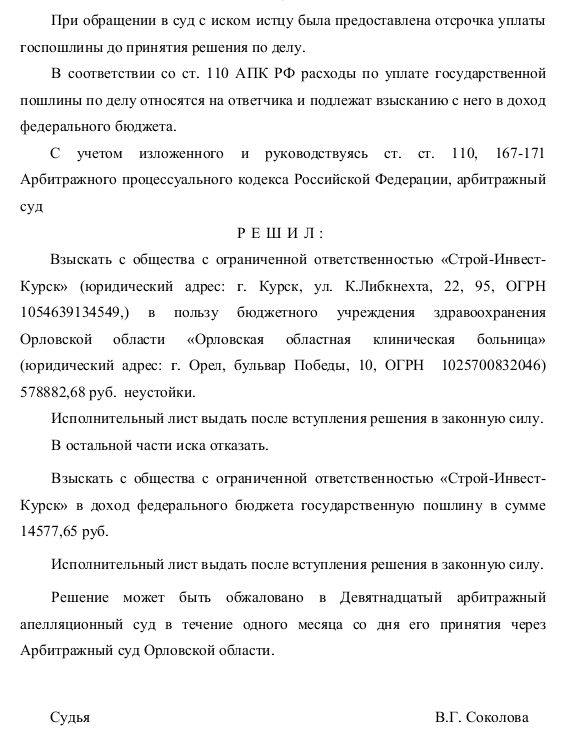 При обращении в суд с иском истцу была предоставлена отсрочка уплаты
госпошлины до принятия решения по делу.
В соответствии со ст. 110 АПК РФ расходы по уплате государственной
пошлины по делу относятся на ответчика и подлежат взысканию с него в доход
федерального бюджета.
С учетом изложенного и руководствуясь ст. ст. 110, 167-171
Арбитражного процессуального кодекса Российской Федерации, арбитражный
суд
Р Е Ш И Л :
Взыскать с общества с ограниченной ответственностью «Строй-Инвест-
Курск» (юридический адрес: г. Курск, ул. К.Либкнехта, 22, 95, ОГРН
1054639134549,) в пользу бюджетного учреждения здравоохранения
Орловской области «Орловская областная клиническая больница»
(юридический адрес: г. Орел, бульвар Победы, 10, ОГРН 1025700832046)
578882,68 руб. неустойки.
Исполнительный лист выдать после вступления решения в законную силу.
В остальной части иска отказать.
Взыскать с общества с ограниченной ответственностью «Строй-Инвест-
Курск» в доход федерального бюджета государственную пошлину в сумме
14577,65 руб.
Исполнительный лист выдать после вступления решения в законную силу.
Решение может быть обжаловано в Девятнадцатый арбитражный
апелляционный суд в течение одного месяца со дня его принятия через
Арбитражный суд Орловской области.
Судья В.Г. Соколова